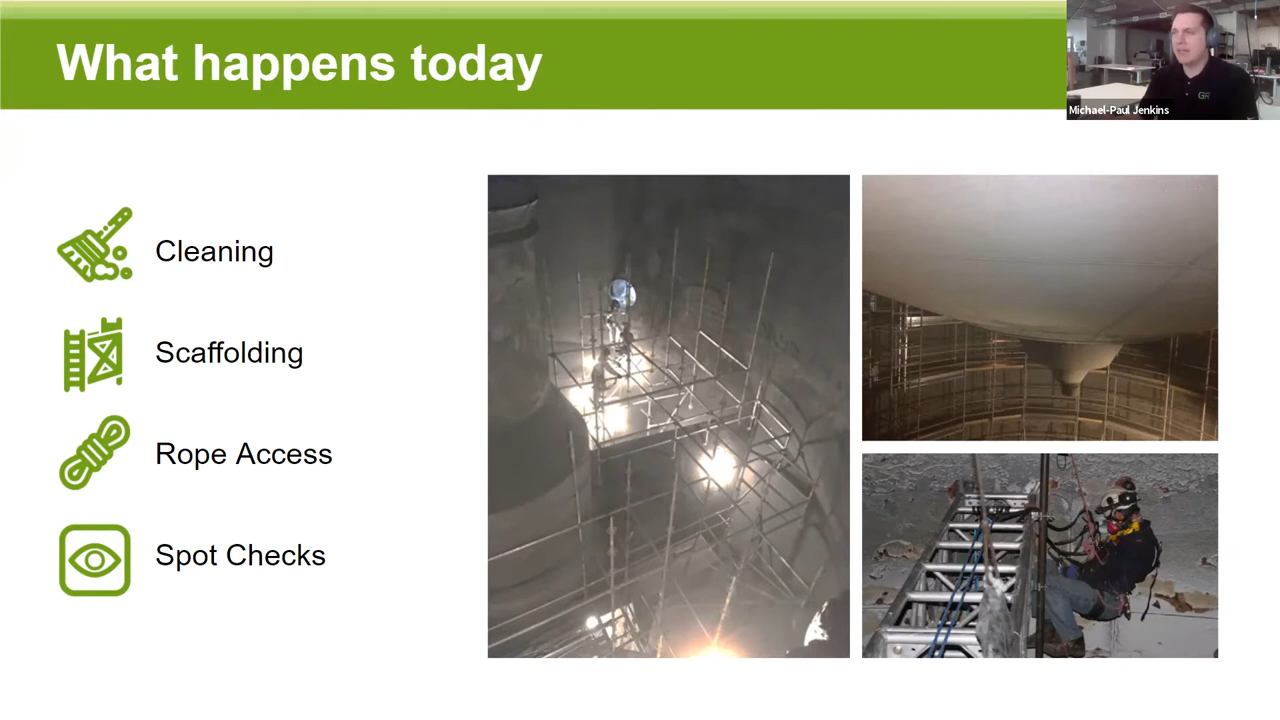 What happens today
Michael-Paul Jenkins
Cleaning
Scaffolding
Rope Access
Spot Checks